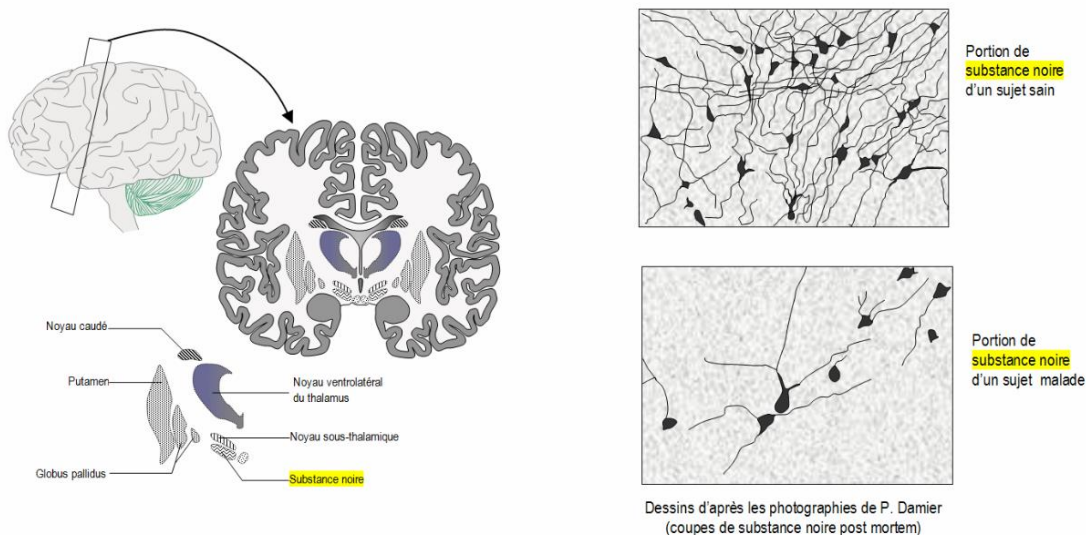 Noyau caudé
Putamen
Noyau ventrolatéral
du thalamus
Noyau sous-thalamique
Globus pallidus
Substance noire
Portion de
substance noire
d'un sujet sain
Portion de
substance noire
d'un sujet malade
Dessins d'après les photographies de P. Damier
(coupes de substance noire post mortem)